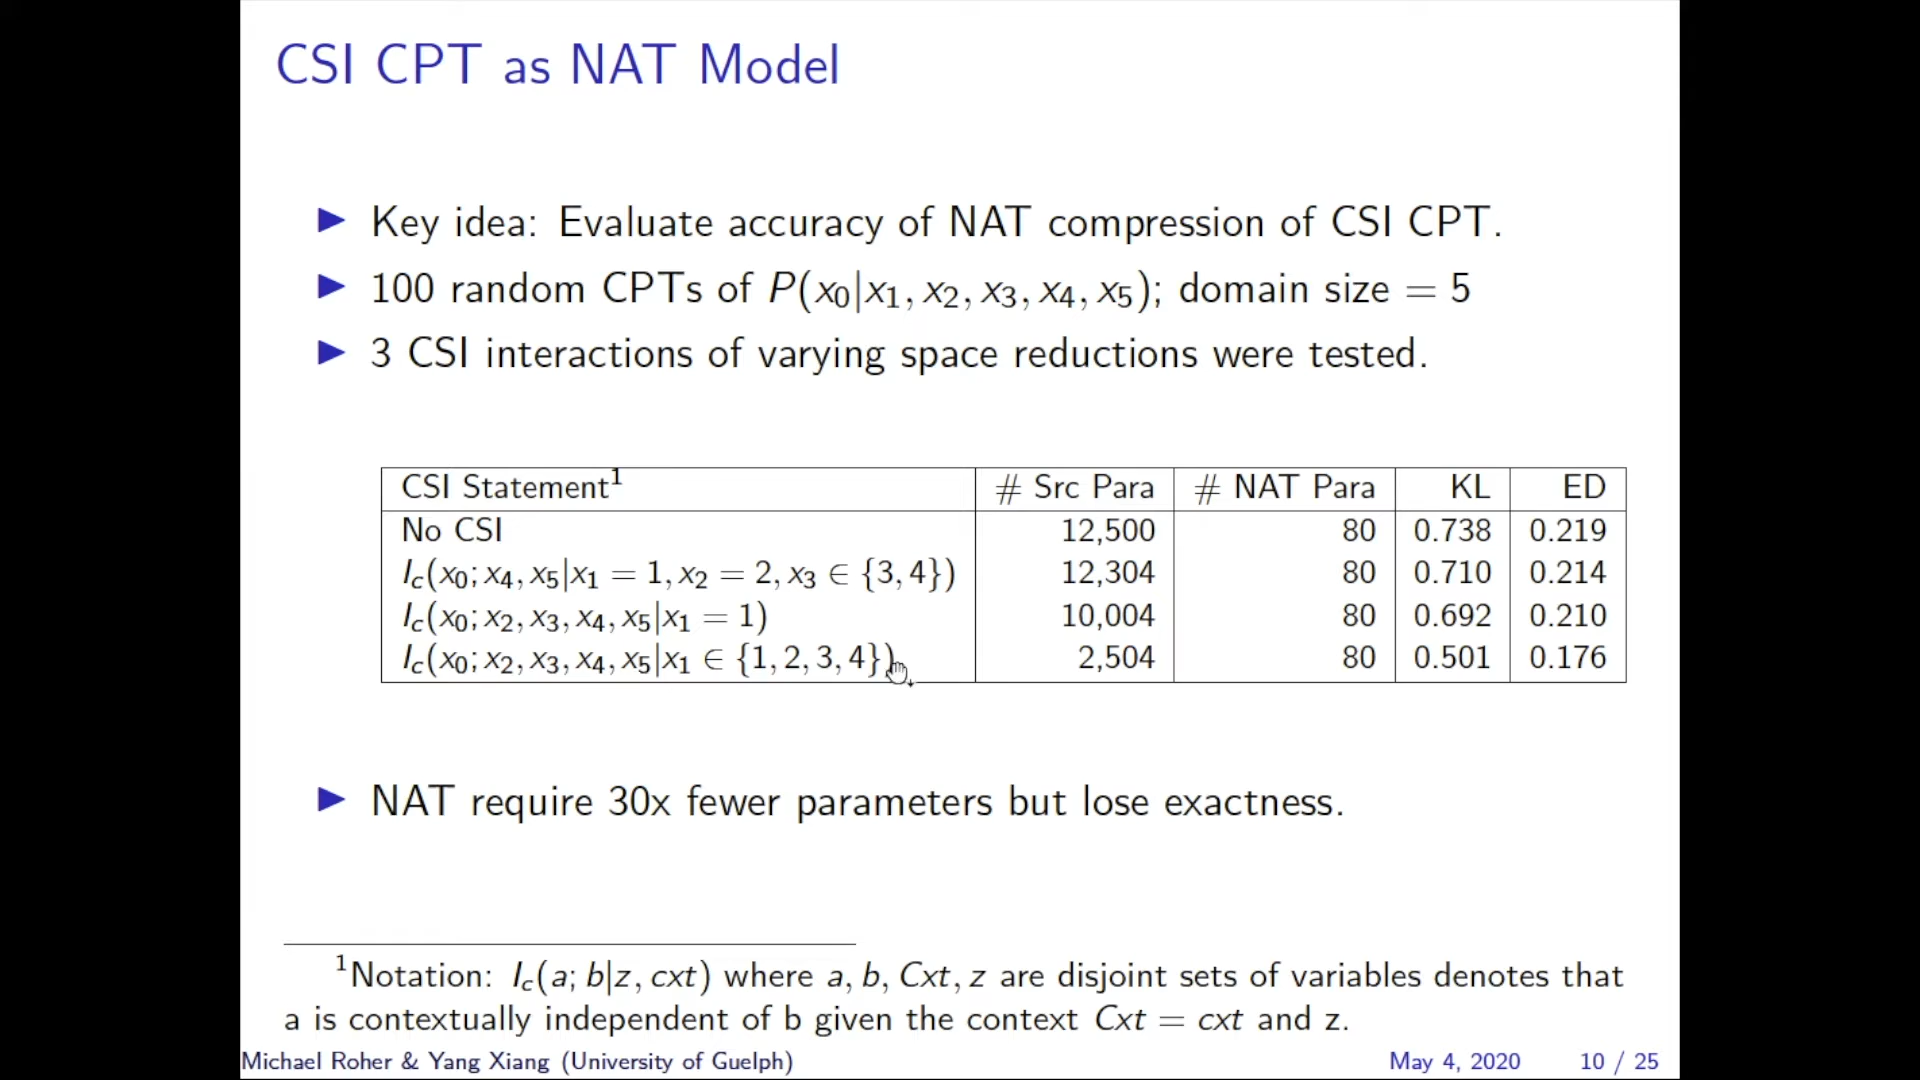 CSI CPT as NAT Model
▶ Key idea: Evaluate accuracy of NAT compression of CSI CPT.
▶ 100 random CPTs of P(x₀|x₁, x₂, x₃, x₄, x₅); domain size = 5
▶ 3 CSI interactions of varying space reductions were tested.
CSI Statement¹ # Src Para # NAT Para KL ED
No CSI 12,500 80 0.738 0.219
I_c(x₀; x₄, x₅|x₁ = 1, x₂ = 2, x₃ ∈ {3, 4}) 12,304 80 0.710 0.214
I_c(x₀; x₂, x₃, x₄, x₅|x₁ = 1) 10,004 80 0.692 0.210
I_c(x₀; x₂, x₃, x₄, x₅|x₁ ∈ {1, 2, 3, 4}) 2,504 80 0.501 0.176
▶ NAT require 30x fewer parameters but lose exactness.
¹Notation: I_c(a; b|z, cxt) where a, b, Cxt, z are disjoint sets of variables denotes that
a is contextually independent of b given the context Cxt = cxt and z.
Michael Roher & Yang Xiang (University of Guelph) May 4, 2020 10 / 25